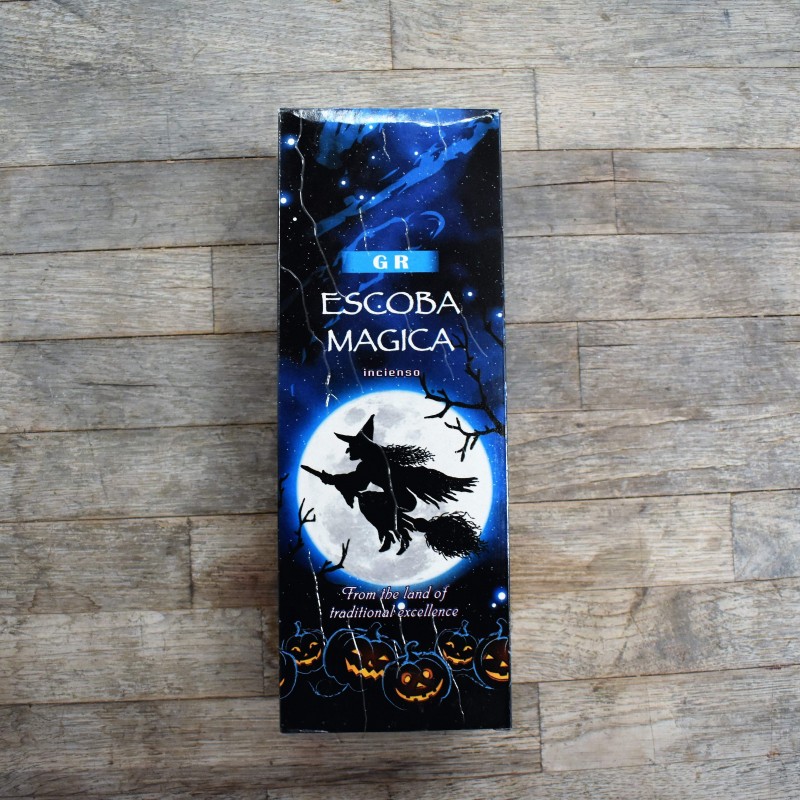 GR
ESCOBA
MAGICA
incienso
From the land of
traditional excellence